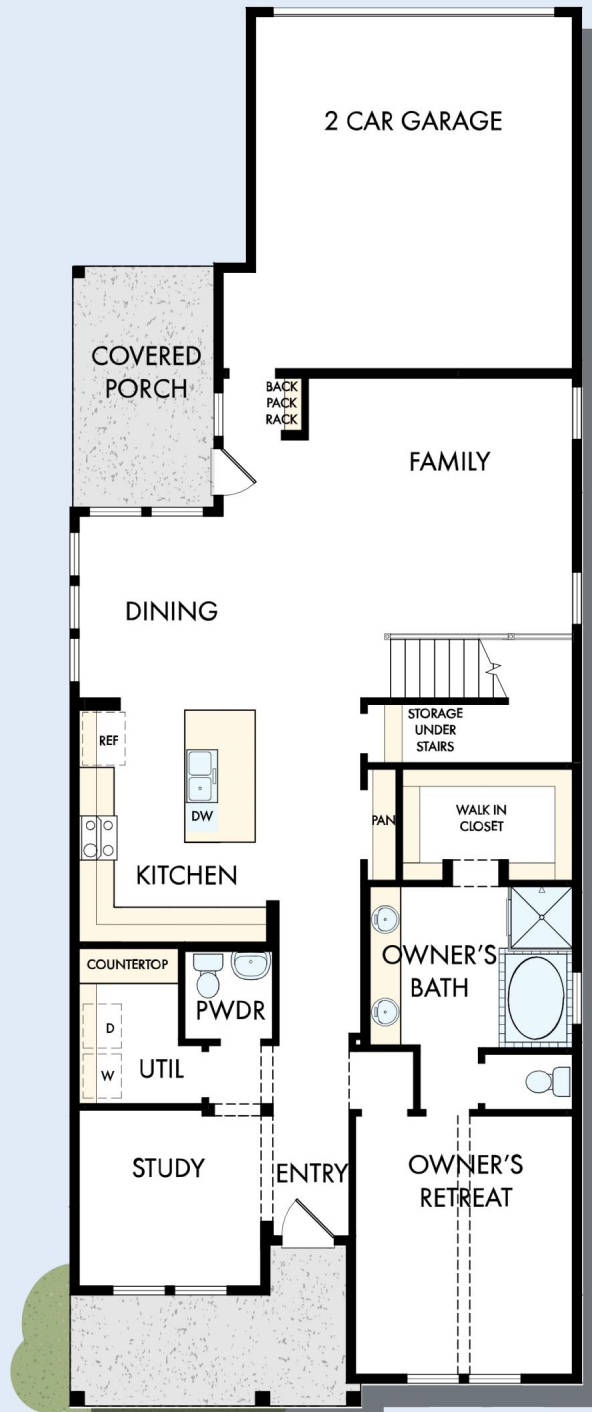 2 CAR GARAGE
COVERED
PORCH
BACK
PACK
RACK
FAMILY
DINING
STORAGE
UNDER
STAIRS
REF
DW
PAN
WALK IN
CLOSET
KITCHEN
OWNER'S
BATH
COUNTERTOP
PWDR
D
W
UTIL
STUDY
ENTRY
OWNER'S
RETREAT